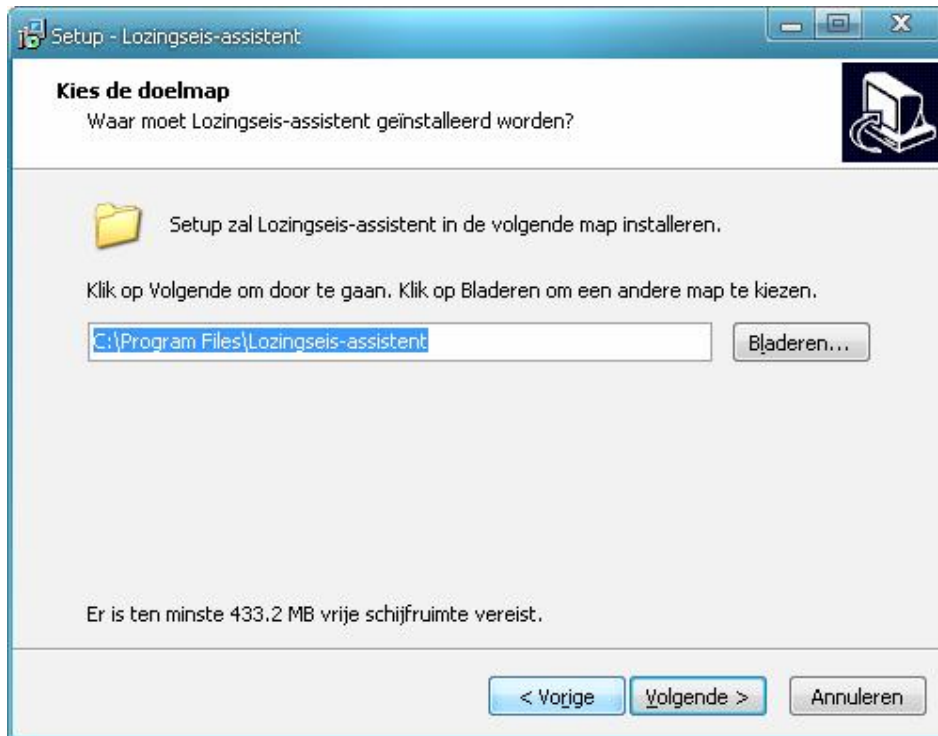 Setup - Lozingseis-assistent
Kies de doelmap
Waar moet Lozingseis-assistent geïnstalleerd worden?
Setup zal Lozingseis-assistent in de volgende map installeren.
Klik op Volgende om door te gaan. Klik op Bladeren om een andere map te kiezen.
C:\Program Files\Lozingseis-assistent
Bladeren...
Er is ten minste 433.2 MB vrije schijfruimte vereist.
< Vorige
Volgende >
Annuleren